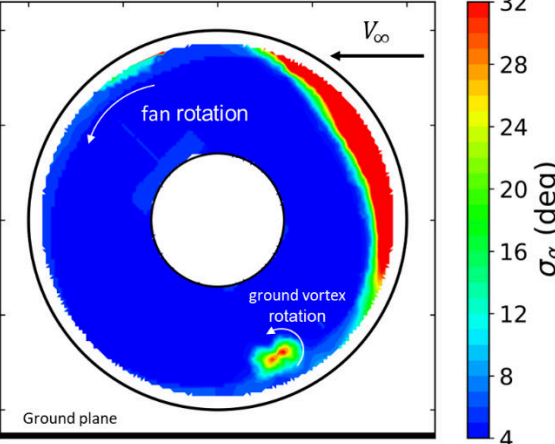 V∞
fan rotation
ground vortex
rotation
Ground plane
32
28
24
20
16
12
8
4
σα (deg)